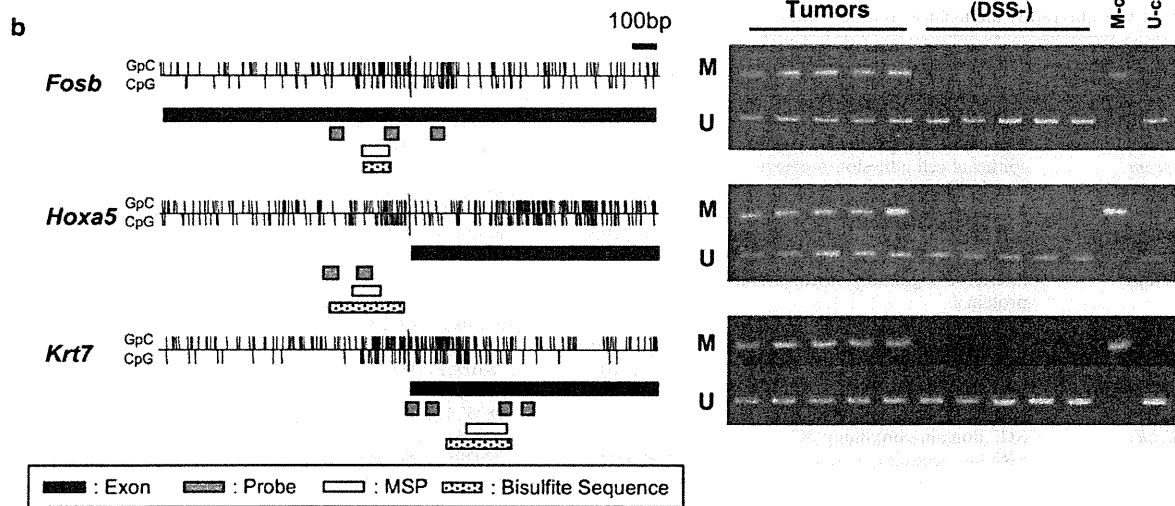 b
100bp
Fosb
GpC
CpG
Hoxa5
GpC
CpG
Krt7
GpC
CpG
: Exon : Probe : MSP : Bisulfite Sequence
Tumors (DSS-) M-c U-c
M
U
M
U
M
U